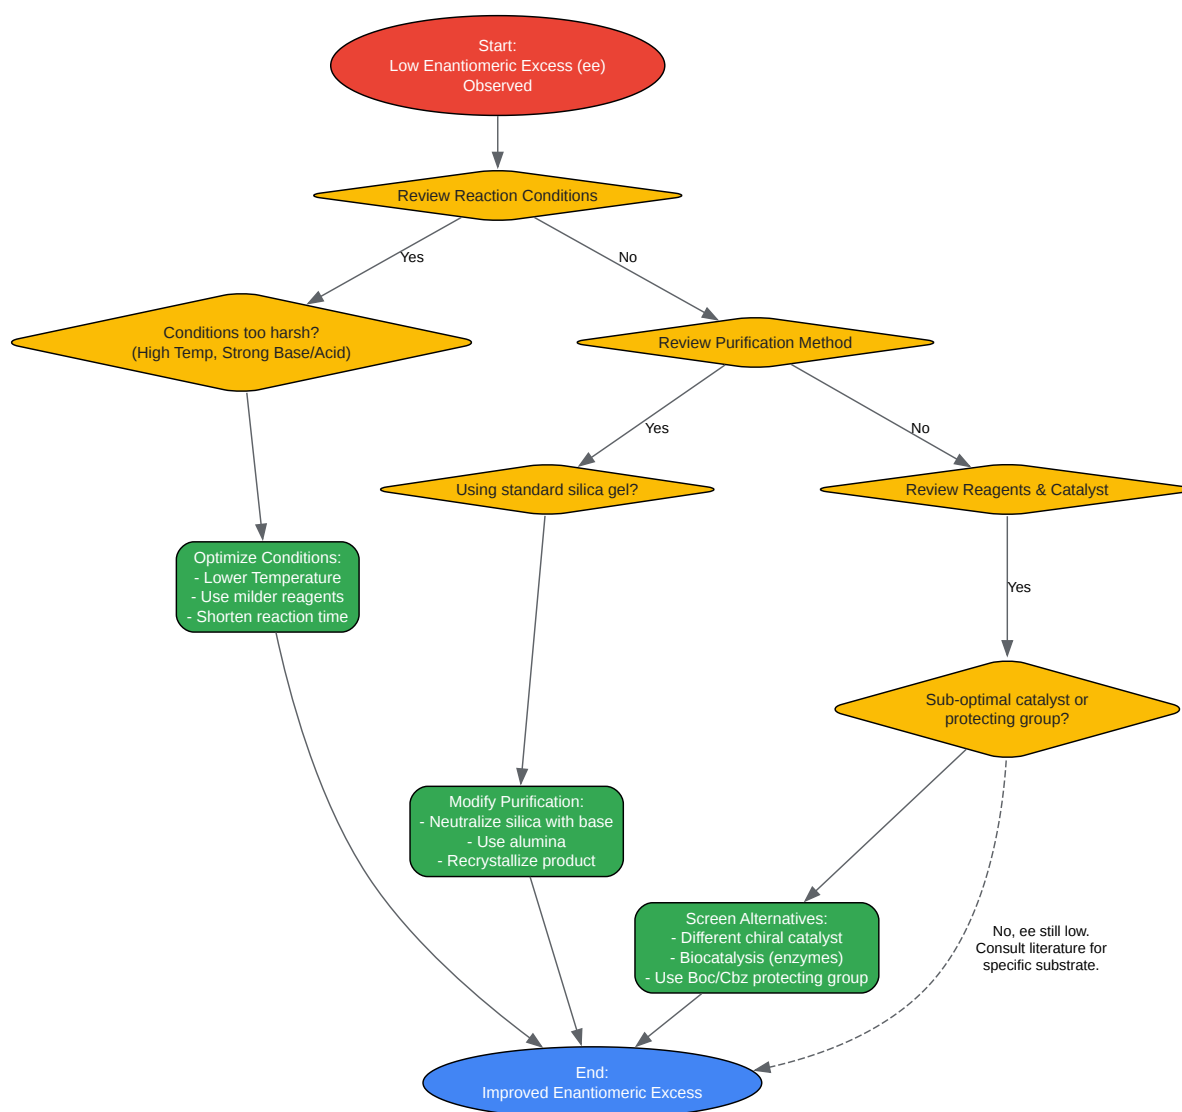 Start:
Low Enantiomeric Excess (ee)
Observed
Review Reaction Conditions
Yes
No
Conditions too harsh?
(High Temp, Strong Base/Acid)
Review Purification Method
Yes
No
Using standard silica gel?
Review Reagents & Catalyst
Optimize Conditions:
- Lower Temperature
- Use milder reagents
- Shorten reaction time
Yes
Sub-optimal catalyst or
protecting group?
Modify Purification:
- Neutralize silica with base
- Use alumina
- Recrystallize product
Screen Alternatives:
- Different chiral catalyst
- Biocatalysis (enzymes)
- Use Boc/Cbz protecting group
No, ee still low.
Consult literature for
specific substrate.
End:
Improved Enantiomeric Excess